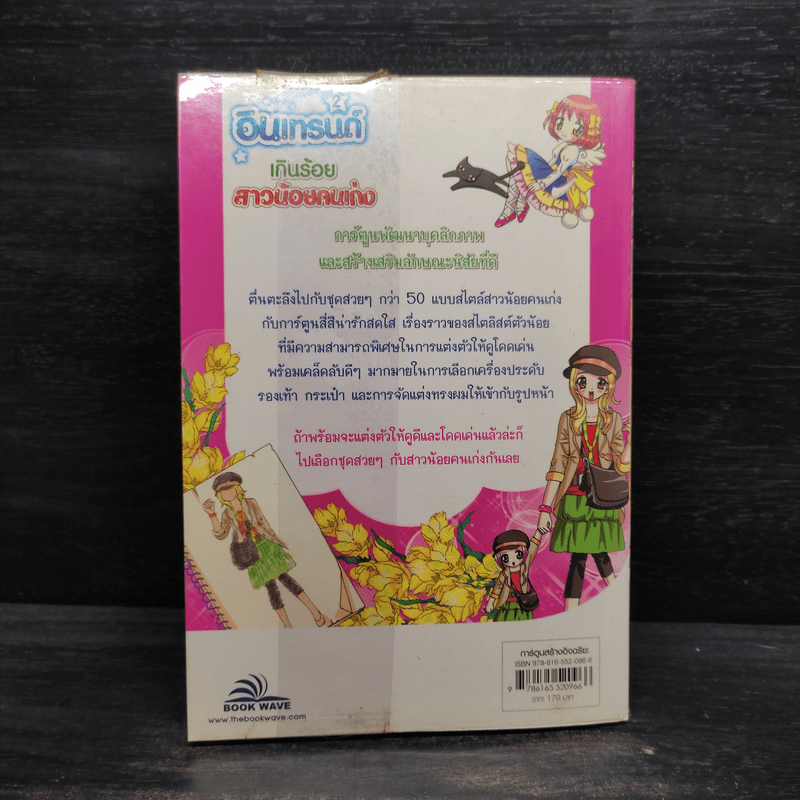 2
อินเทรนด์
เกินร้อย
สาวน้อยคนเก่ง
การ์ตูนพัฒนาบุคลิกภาพ
และสร้างเสริมลักษณะนิสัยที่ดี
ตื่นตะลึงไปกับชุดสวยๆ กว่า 50 แบบสไตล์สาวน้อยคนเก่ง
กับการ์ตูนสี่สีน่ารักสดใส เรื่องราวของสไตลิสต์ตัวน้อย
ที่มีความสามารถพิเศษในการแต่งตัวให้ดูโดดเด่น
พร้อมเคล็ดลับดีๆ มากมายในการเลือกเครื่องประดับ
รองเท้า กระเป๋า และการจัดแต่งทรงผมให้เข้ากับรูปหน้า
ถ้าพร้อมจะแต่งตัวให้ดูดีและโดดเด่นแล้วล่ะก็
ไปเลือกชุดสวยๆ กับสาวน้อยคนเก่งกันเลย
BOOK WAVE
www.thebookwave.com
การ์ตูนสร้างอัจฉริยะ
ISBN 978-616-552-096-6
9 786165 520966
ราคา 179 บาท